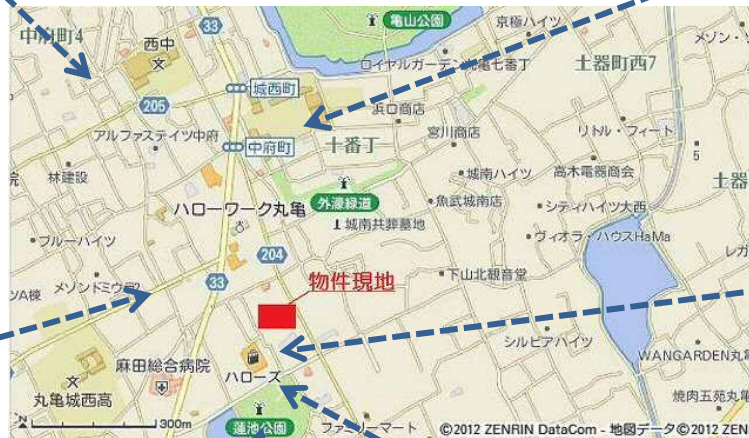 亀山公園
京極ハイツ
中府町4
33
西中
文
ロイヤルガーデン丸亀七番丁
土器町西7
城西町
205
浜口商店
アルファステイツ中府
宮川商店
リトル・フィート
中府町
十番丁
5
林建設
城南ハイツ
高木電器商会
土器
ハローワーク丸亀
外濠緑道
魚武城南店
シティハイツ大西
城南共葬墓地
ブルーハイツ
ヴィオラ・ハウスHaMa
204
33
物件現地
下山北観音堂
シルピアハイツ
麻田総合病院
WANGARDEN丸亀
文
ハローズ
丸亀城西高
300m
蓮池公園
ファミリーマート
焼肉五苑丸亀
©2012 ZENRIN DataCom - 地図データ©2012 ZEN